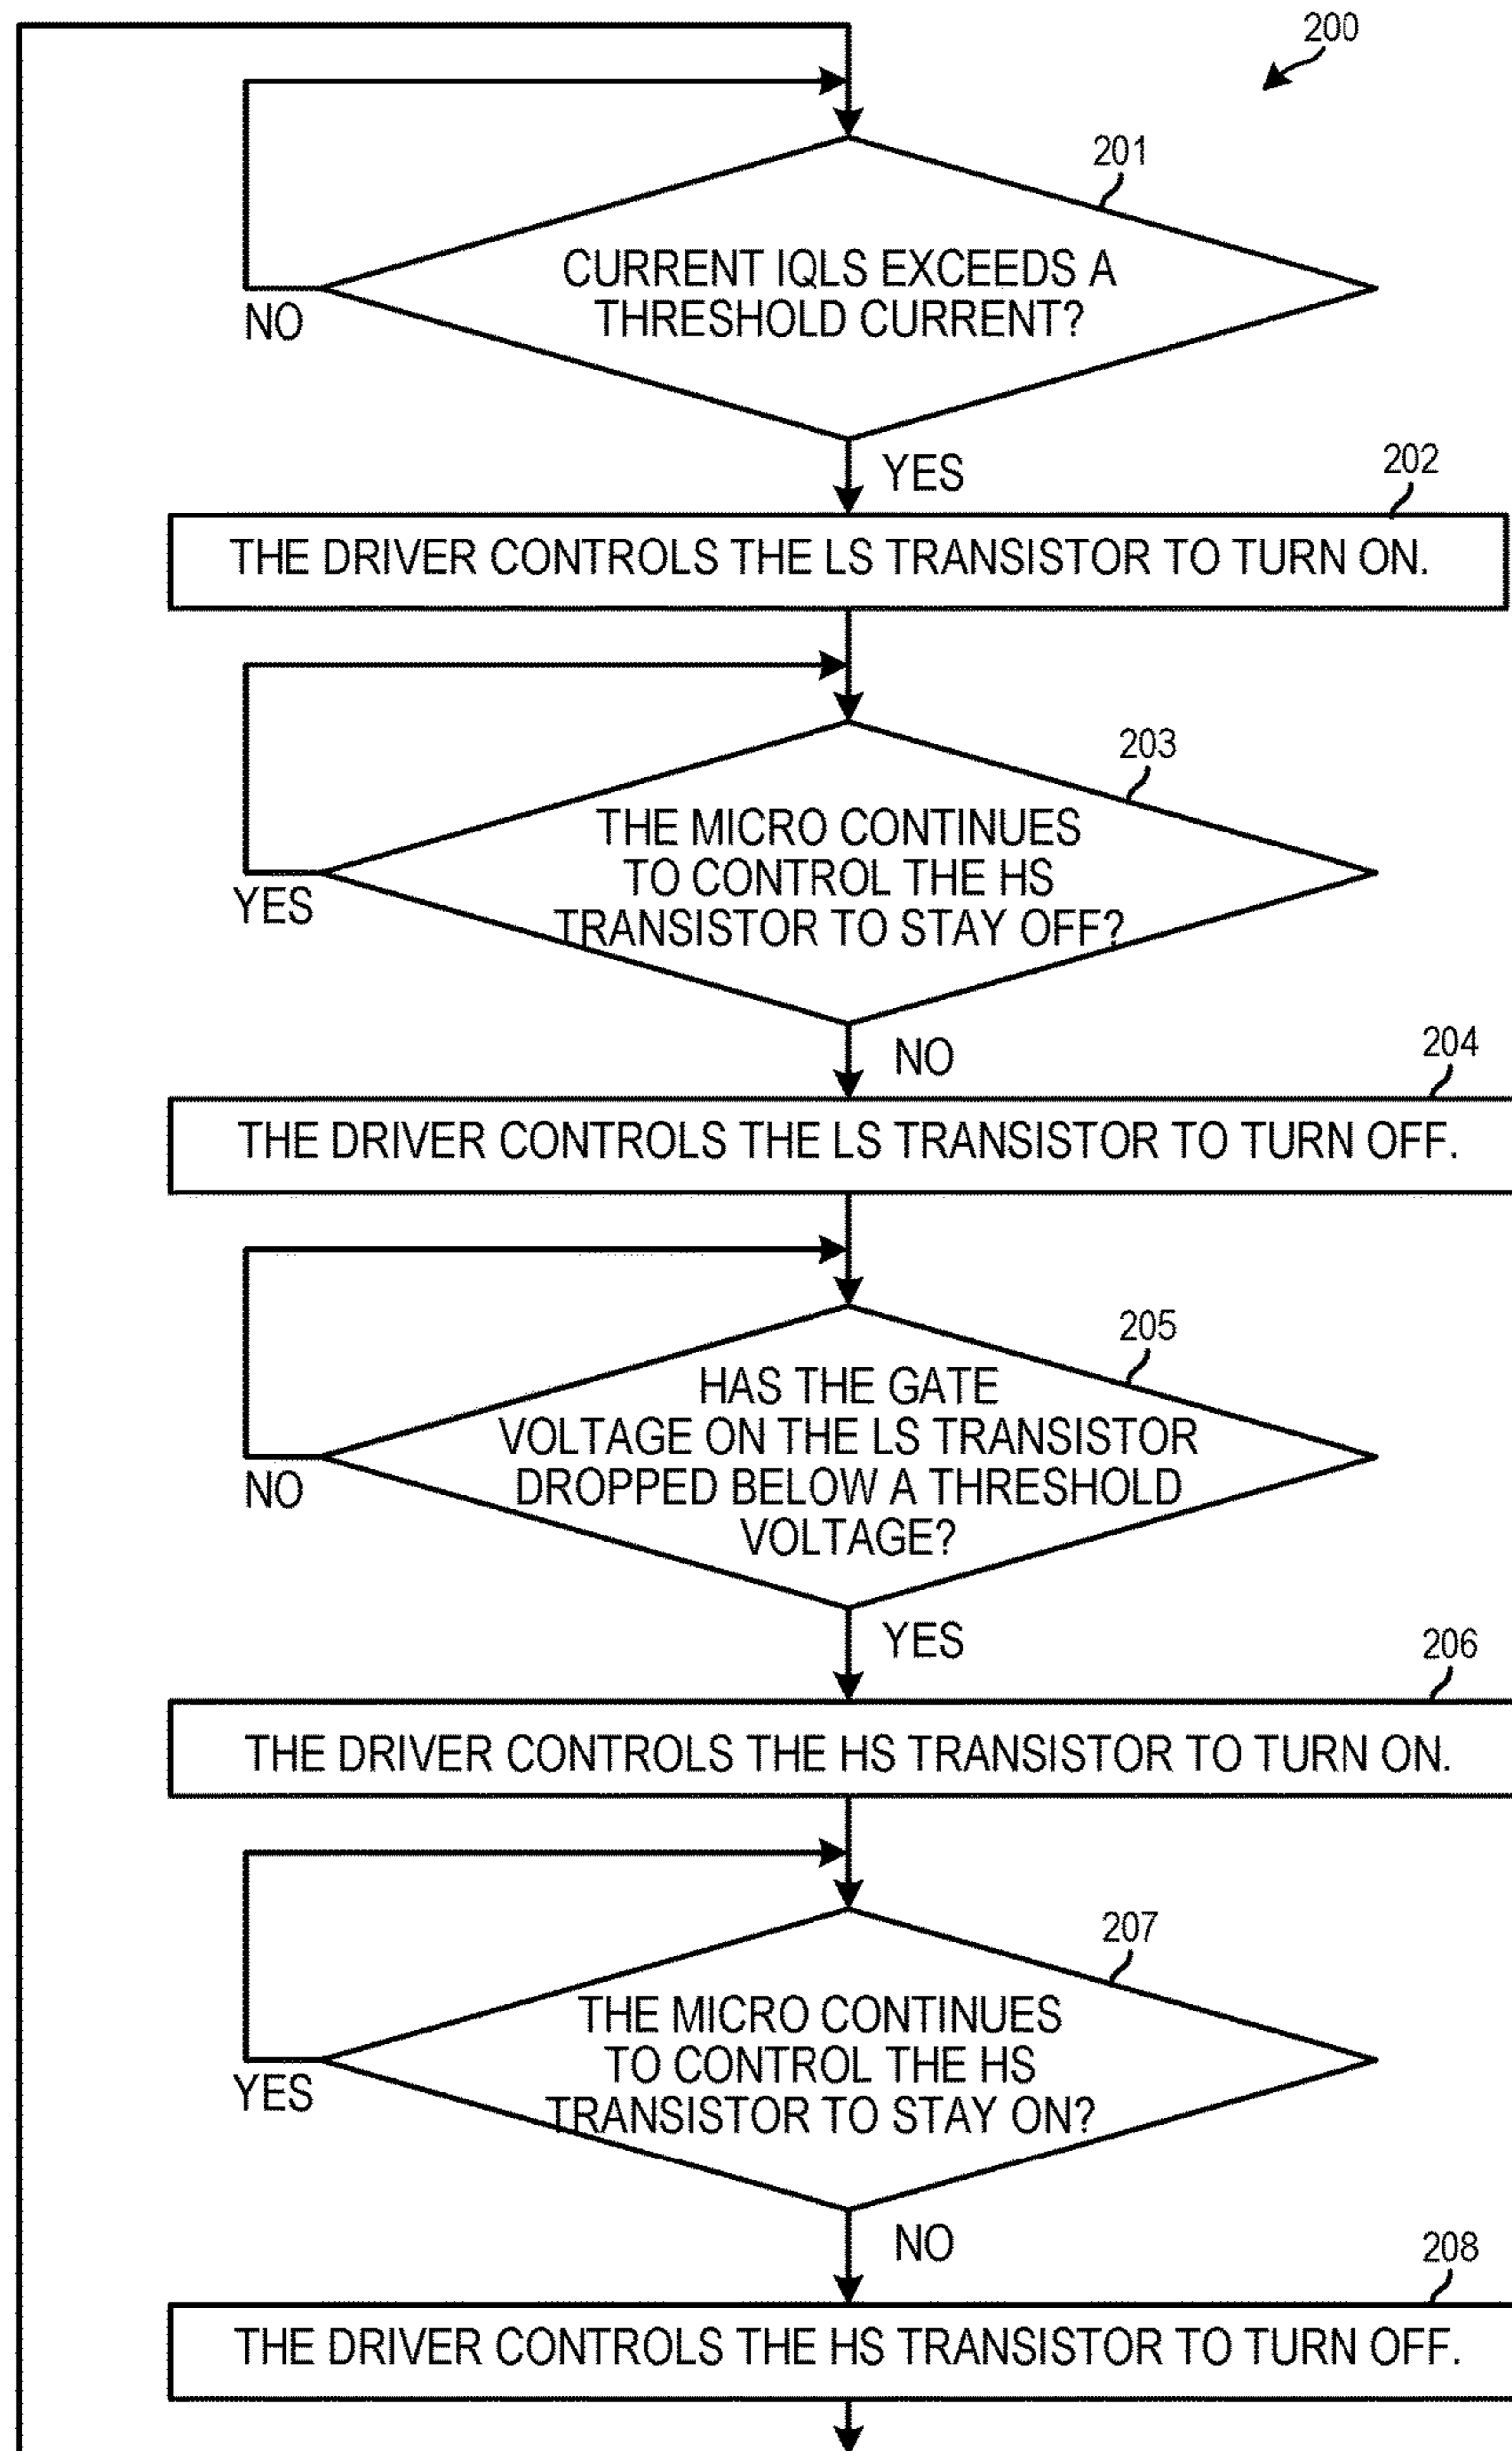 200
201
CURRENT IQLS EXCEEDS A
THRESHOLD CURRENT?
NO
YES
202
THE DRIVER CONTROLS THE LS TRANSISTOR TO TURN ON.
203
THE MICRO CONTINUES
TO CONTROL THE HS
TRANSISTOR TO STAY OFF?
YES
NO
204
THE DRIVER CONTROLS THE LS TRANSISTOR TO TURN OFF.
205
HAS THE GATE
VOLTAGE ON THE LS TRANSISTOR
DROPPED BELOW A THRESHOLD
VOLTAGE?
NO
YES
206
THE DRIVER CONTROLS THE HS TRANSISTOR TO TURN ON.
207
THE MICRO CONTINUES
TO CONTROL THE HS
TRANSISTOR TO STAY ON?
YES
NO
208
THE DRIVER CONTROLS THE HS TRANSISTOR TO TURN OFF.